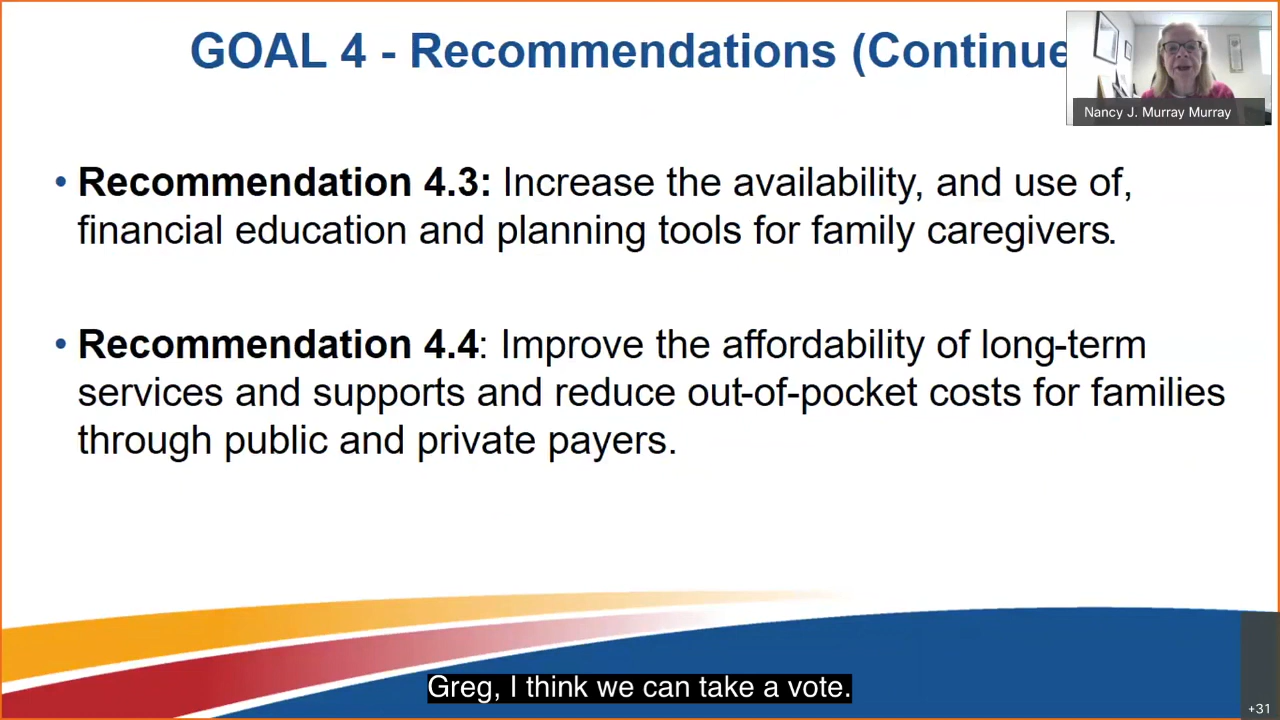 GOAL 4 - Recommendations (Continue
Nancy J. Murray Murray
• Recommendation 4.3: Increase the availability, and use of,
financial education and planning tools for family caregivers.
• Recommendation 4.4: Improve the affordability of long-term
services and supports and reduce out-of-pocket costs for families
through public and private payers.
Greg, I think we can take a vote.
+31